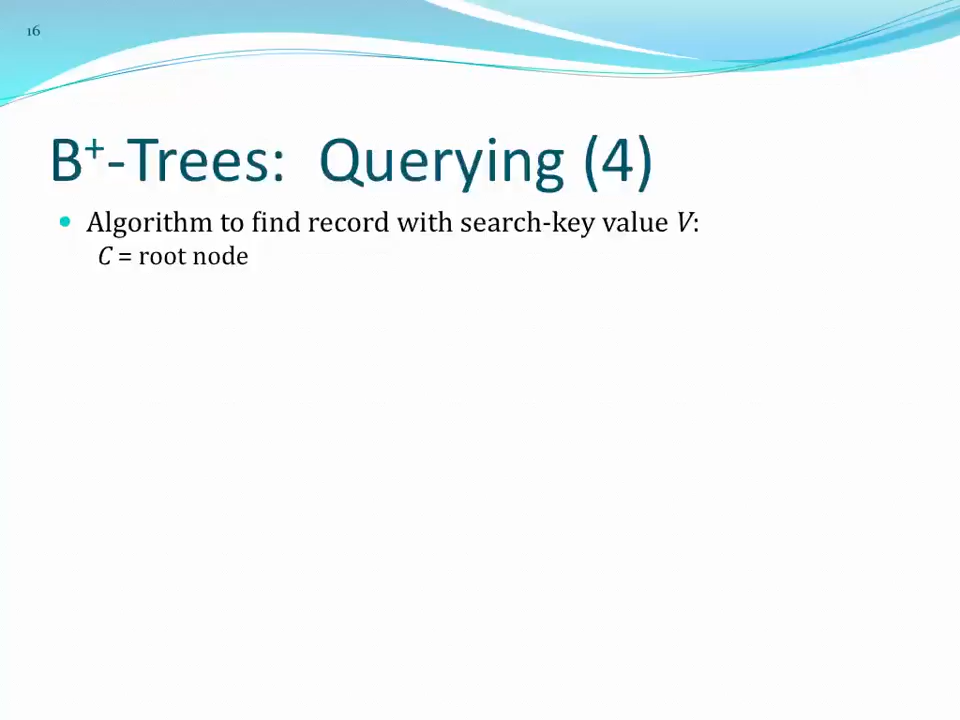 16
B⁺-Trees: Querying (4)
• Algorithm to find record with search-key value V:
C = root node